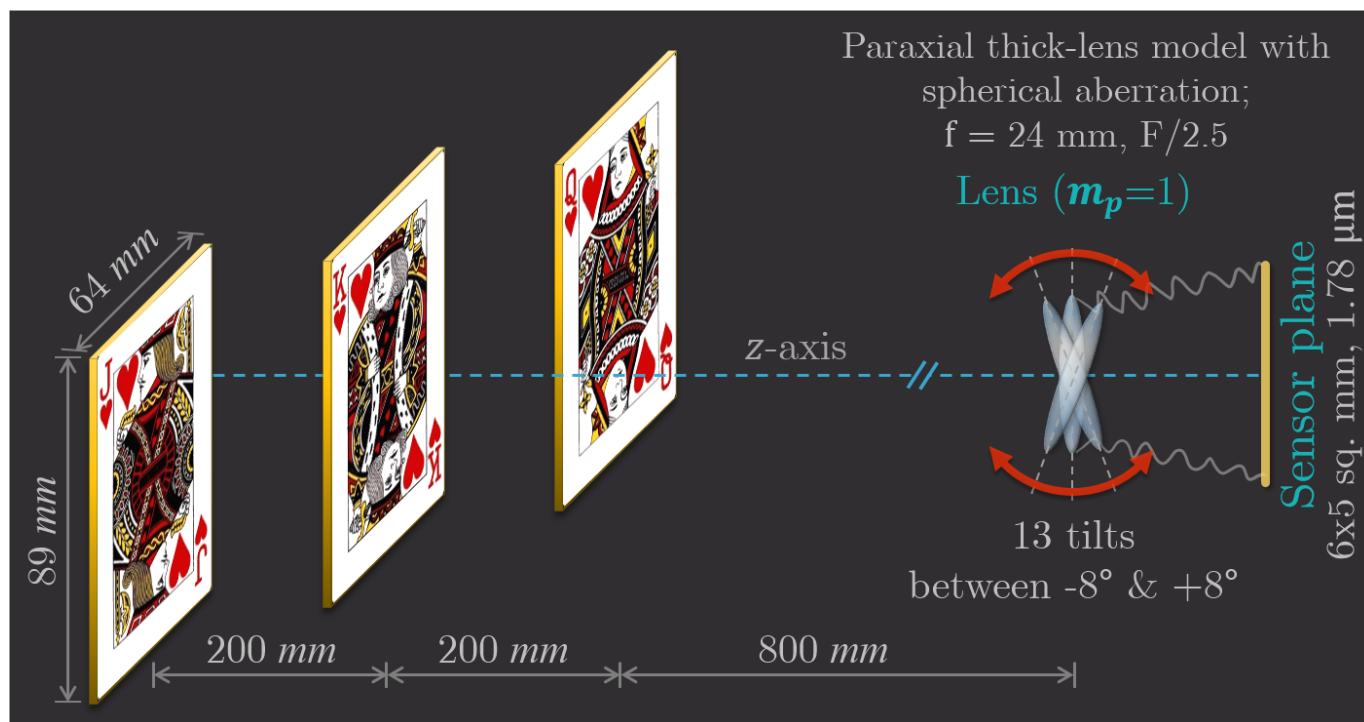 Paraxial thick-lens model with
spherical aberration;
f = 24 mm, F/2.5
Lens (m_p=1)
64 mm
89 mm
J
J
K
K
Q
Q
z-axis
Sensor plane
6x5 sq. mm, 1.78 µm
13 tilts
between -8° & +8°
200 mm
200 mm
800 mm